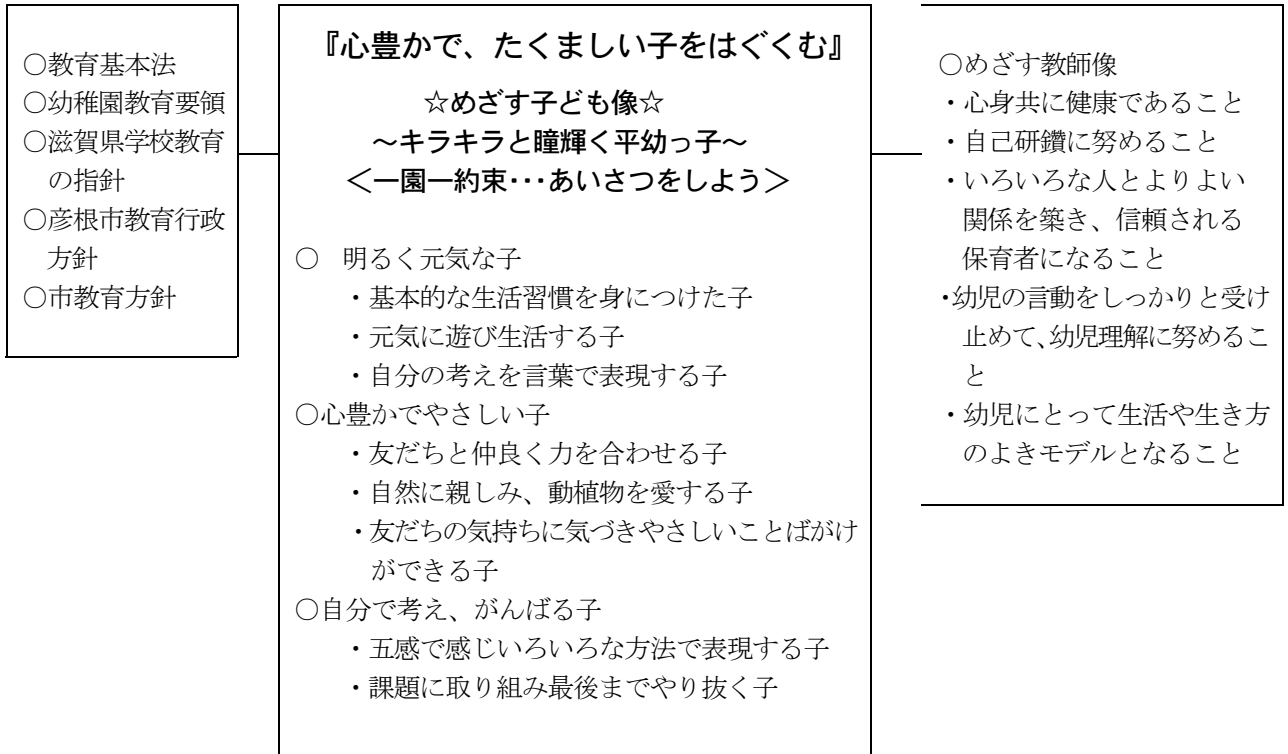 ○教育基本法
○幼稚園教育要領
○滋賀県学校教育
の指針
○彦根市教育行政
方針
○市教育方針
『心豊かで、たくましい子をはぐくむ』
☆めざす子ども像☆
～キラキラと瞳輝く平幼っ子～
＜一園一約束･･･あいさつをしよう＞
○　明るく元気な子
・基本的な生活習慣を身につけた子
・元気に遊び生活する子
・自分の考えを言葉で表現する子
○心豊かでやさしい子
・友だちと仲良く力を合わせる子
・自然に親しみ、動植物を愛する子
・友だちの気持ちに気づきやさしいことばがけ
ができる子
○自分で考え、がんばる子
・五感で感じいろいろな方法で表現する子
・課題に取り組み最後までやり抜く子
○めざす教師像
・心身共に健康であること
・自己研鑽に努めること
・いろいろな人とよりよい
関係を築き、信頼される
保育者になること
・幼児の言動をしっかりと受け
止めて、幼児理解に努めるこ
と
・幼児にとって生活や生き方
のよきモデルとなること